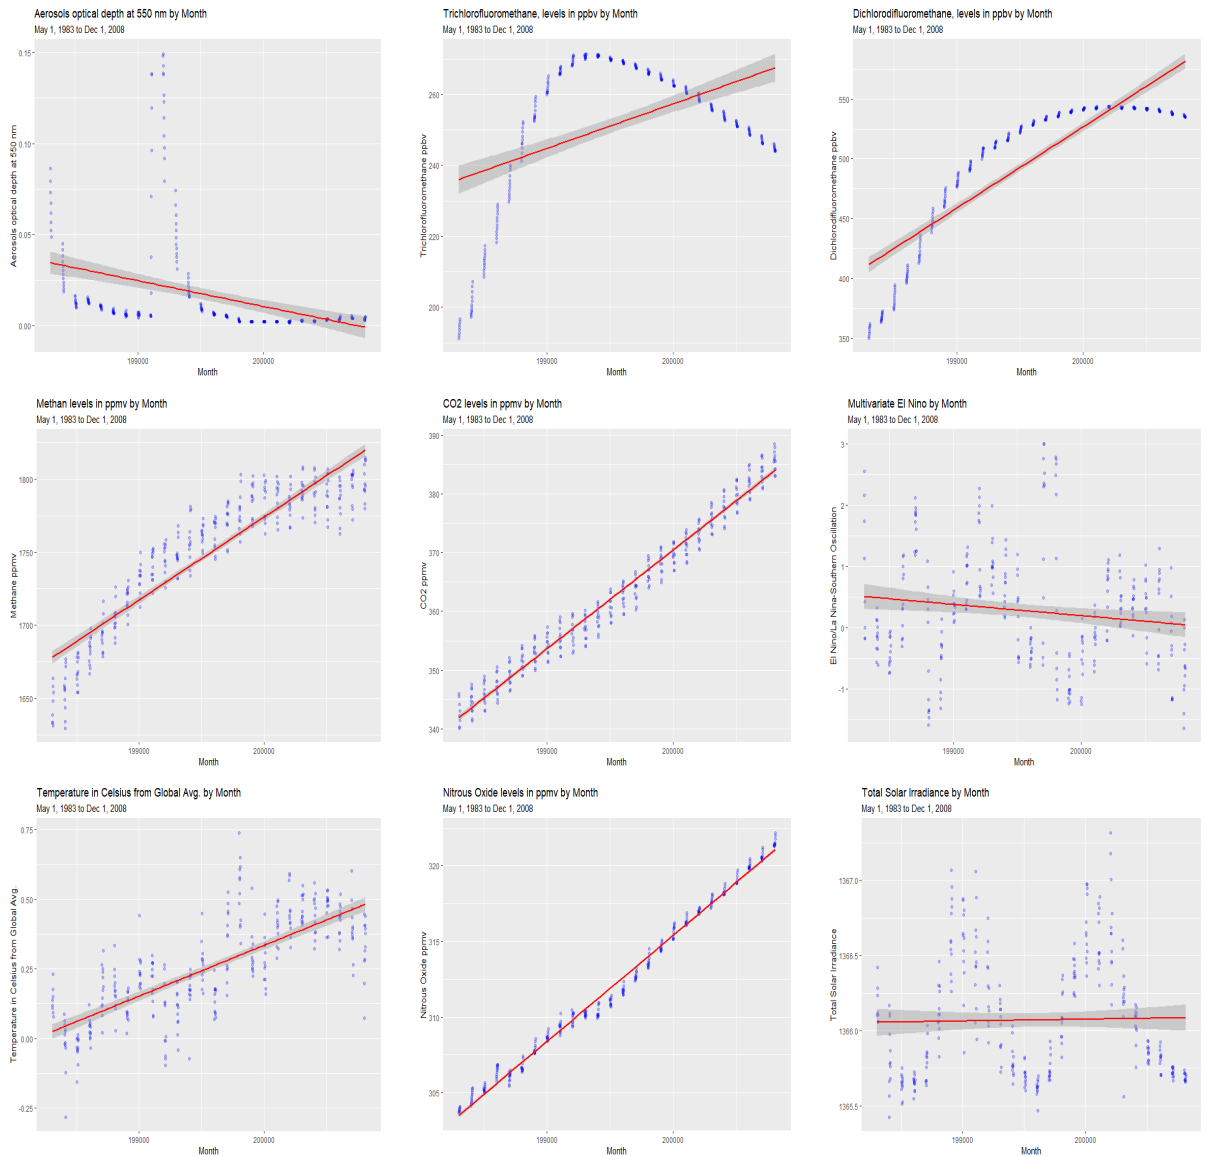 Aerosols optical depth at 550 nm by Month
May 1, 1983 to Dec 1, 2008
Aerosols optical depth at 550 nm
0.15
0.10
0.05
0.00
199000
200000
Month
Trichlorofluoromethane, levels in ppbv by Month
May 1, 1983 to Dec 1, 2008
Trichlorofluoromethane ppbv
260
240
220
200
199000
200000
Month
Dichlorodifluoromethane, levels in ppbv by Month
May 1, 1983 to Dec 1, 2008
Dichlorodifluoromethane ppbv
550
500
450
400
350
199000
200000
Month
Methan levels in ppmv by Month
May 1, 1983 to Dec 1, 2008
Methane ppmv
1800
1750
1700
1650
199000
200000
Month
CO2 levels in ppmv by Month
May 1, 1983 to Dec 1, 2008
CO2 ppmv
390
380
370
360
350
340
199000
200000
Month
Multivariate El Nino by Month
May 1, 1983 to Dec 1, 2008
El Nino/La Nina-Southern Oscillation
3
2
1
0
-1
199000
200000
Month
Temperature in Celsius from Global Avg. by Month
May 1, 1983 to Dec 1, 2008
Temperature in Celsius from Global Avg.
0.75
0.50
0.25
0.00
-0.25
199000
200000
Month
Nitrous Oxide levels in ppmv by Month
May 1, 1983 to Dec 1, 2008
Nitrous Oxide ppmv
320
315
310
305
199000
200000
Month
Total Solar Irradiance by Month
May 1, 1983 to Dec 1, 2008
Total Solar Irradiance
1367.0
1366.5
1366.0
1365.5
199000
200000
Month